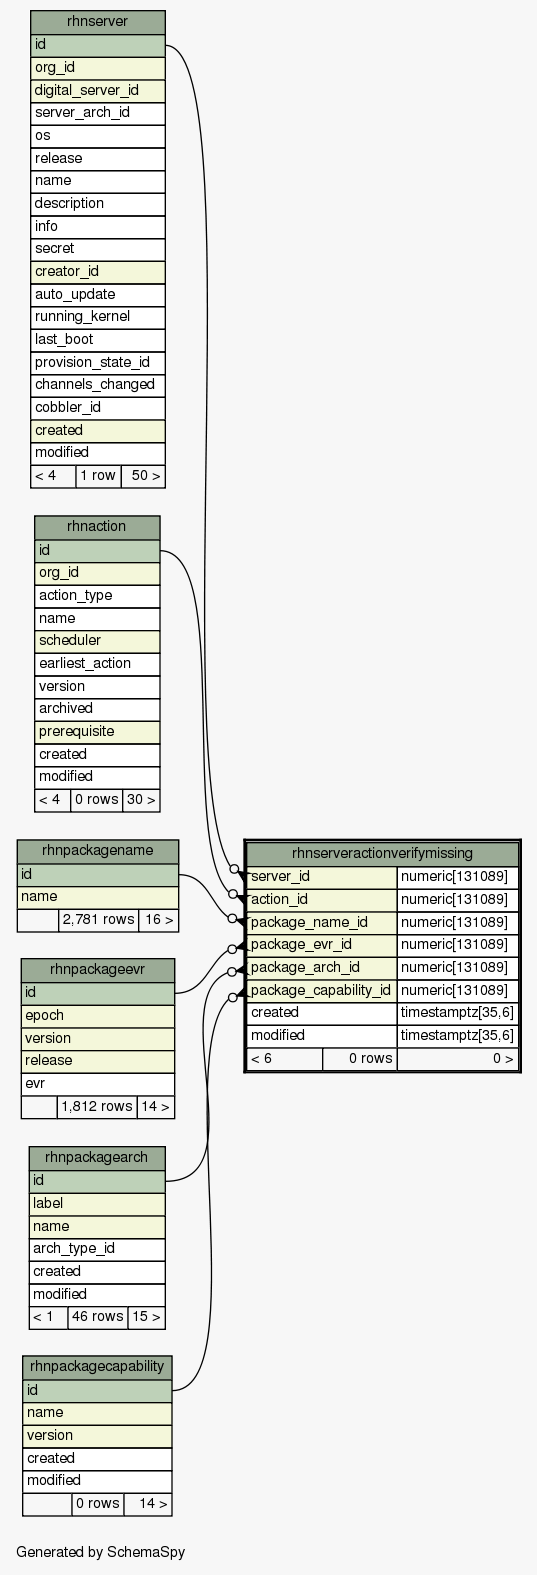 rhnserver
id
org_id
digital_server_id
server_arch_id
os
release
name
description
info
secret
creator_id
auto_update
running_kernel
last_boot
provision_state_id
channels_changed
cobbler_id
created
modified
< 4 1 row 50 >
rhnaction
id
org_id
action_type
name
scheduler
earliest_action
version
archived
prerequisite
created
modified
< 4 0 rows 30 >
rhnpackagename
id
name
2,781 rows 16 >
rhnpackageevr
id
epoch
version
release
evr
1,812 rows 14 >
rhnpackagearch
id
label
name
arch_type_id
created
modified
< 1 46 rows 15 >
rhnpackagecapability
id
name
version
created
modified
0 rows 14 >
rhnserveractionverifymissing
server_id numeric[131089]
action_id numeric[131089]
package_name_id numeric[131089]
package_evr_id numeric[131089]
package_arch_id numeric[131089]
package_capability_id numeric[131089]
created timestamptz[35,6]
modified timestamptz[35,6]
< 6 0 rows 0 >
Generated by SchemaSpy